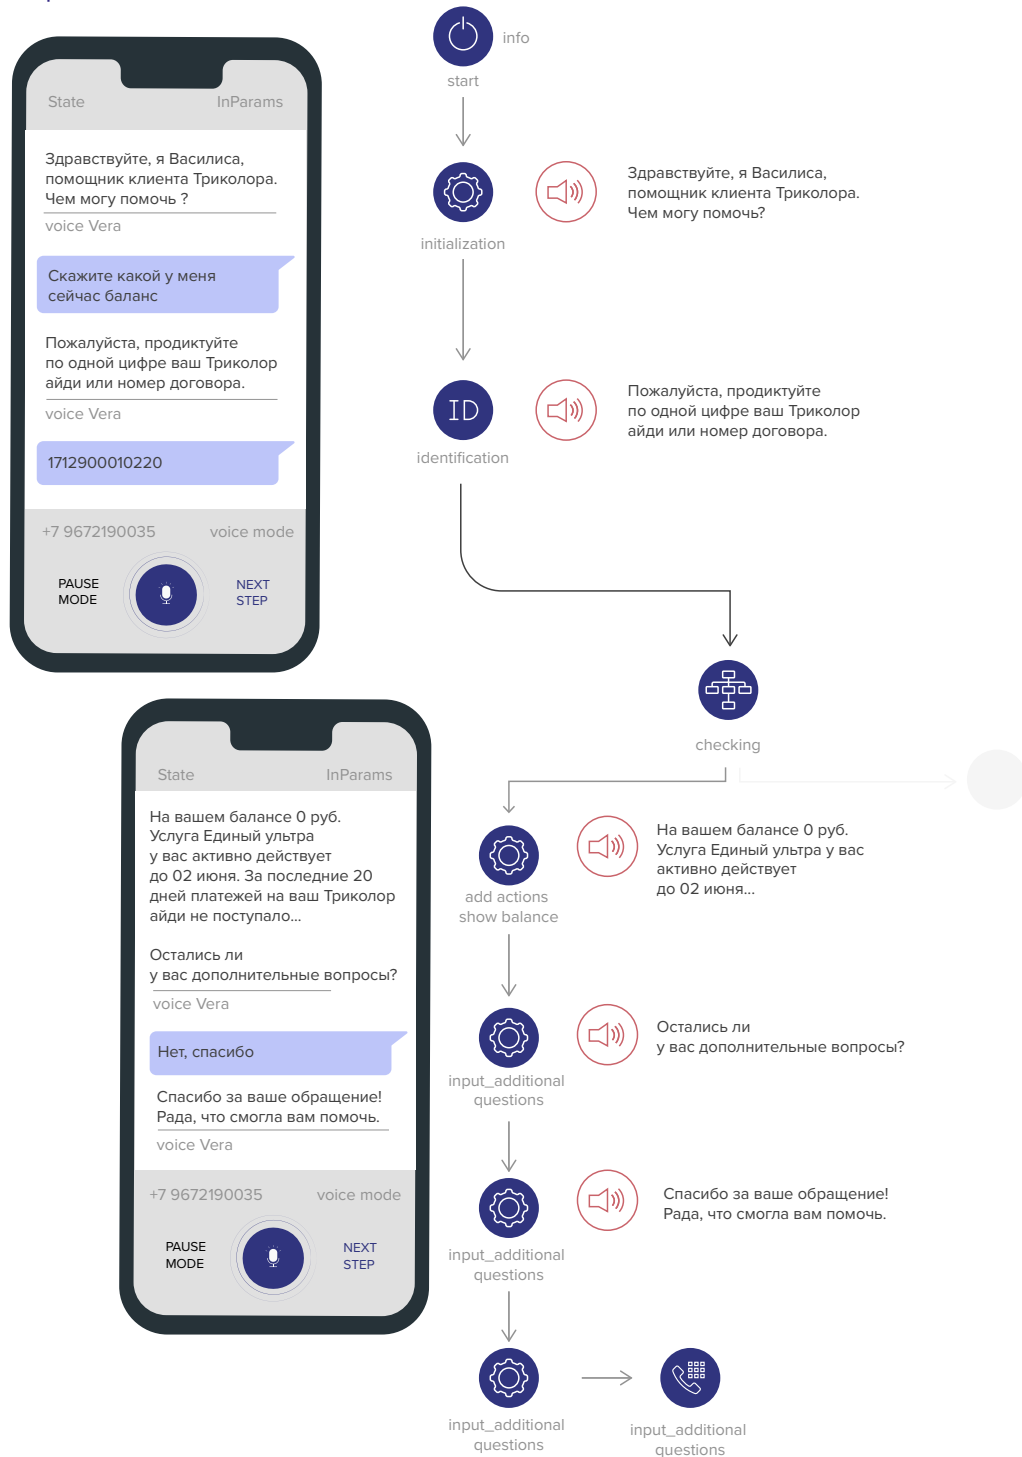 State InParams
Здравствуйте, я Василиса,
помощник клиента Триколора.
Чем могу помочь ?
voice Vera
Скажите какой у меня
сейчас баланс
Пожалуйста, продиктуйте
по одной цифре ваш Триколор
айди или номер договора.
voice Vera
1712900010220
+7 9672190035 voice mode
PAUSE
MODE
NEXT
STEP
info
start
initialization
Здравствуйте, я Василиса,
помощник клиента Триколора.
Чем могу помочь?
ID
identification
Пожалуйста, продиктуйте
по одной цифре ваш Триколор
айди или номер договора.
checking
State InParams
На вашем балансе 0 руб.
Услуга Единый ультра
у вас активно действует
до 02 июня. За последние 20
дней платежей на ваш Триколор
айди не поступало...
Остались ли
у вас дополнительные вопросы?
voice Vera
Нет, спасибо
Спасибо за ваше обращение!
Рада, что смогла вам помочь.
voice Vera
+7 9672190035 voice mode
PAUSE
MODE
NEXT
STEP
add actions
show balance
На вашем балансе 0 руб.
Услуга Единый ультра у вас
активно действует
до 02 июня...
input_additional
questions
Остались ли
у вас дополнительные вопросы?
input_additional
questions
Спасибо за ваше обращение!
Рада, что смогла вам помочь.
input_additional
questions
input_additional
questions